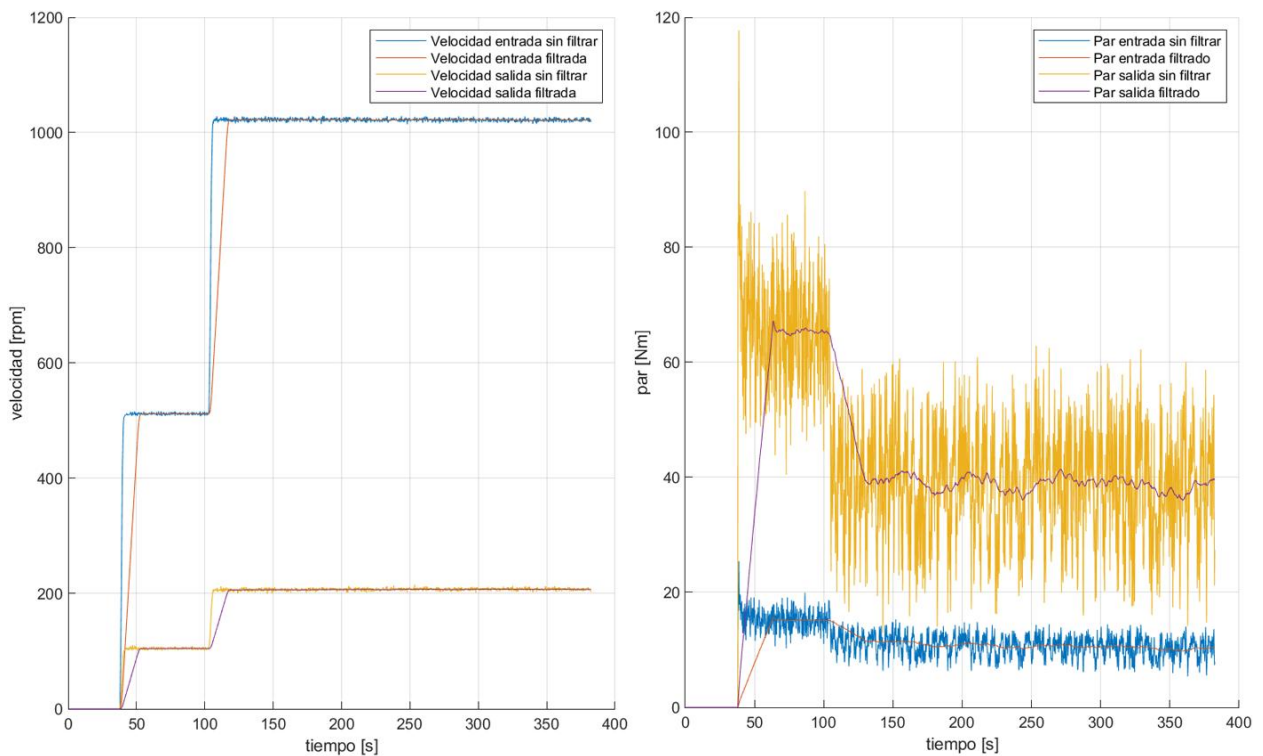 1200
1000
800
600
400
200
0
0 50 100 150 200 250 300 350 400
velocidad [rpm]
tiempo [s]
Velocidad entrada sin filtrar
Velocidad entrada filtrada
Velocidad salida sin filtrar
Velocidad salida filtrada
120
100
80
60
40
20
0
0 50 100 150 200 250 300 350 400
par [Nm]
tiempo [s]
Par entrada sin filtrar
Par entrada filtrado
Par salida sin filtrar
Par salida filtrado